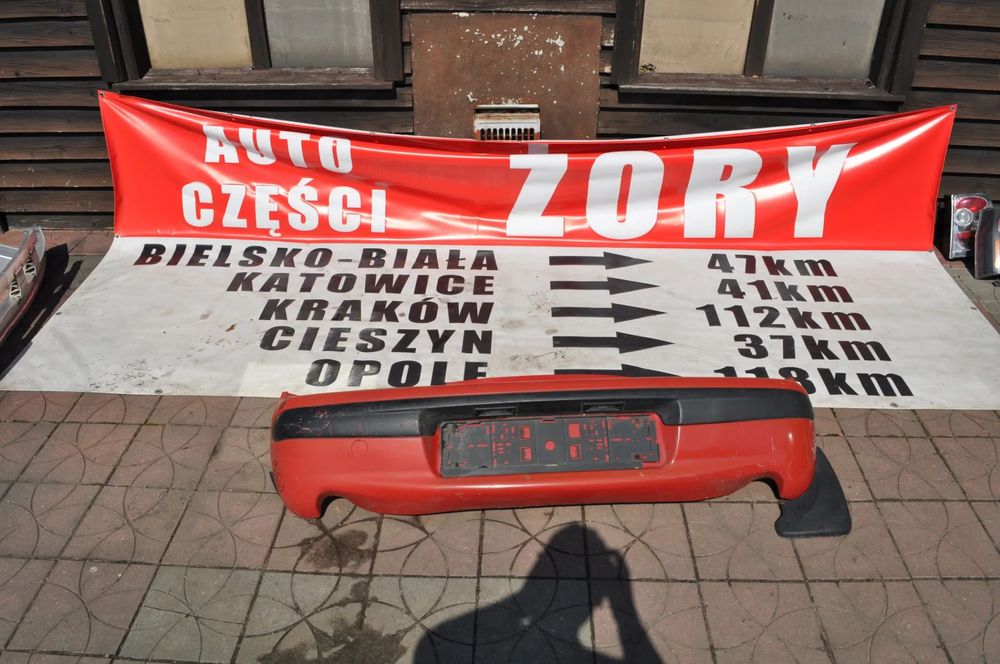 AUTO
CZĘŚCI
ŻORY
BIELSKO-BIAŁA 47km
KATOWICE 41km
KRAKÓW 112km
CIESZYN 37km
OPOLE 118km